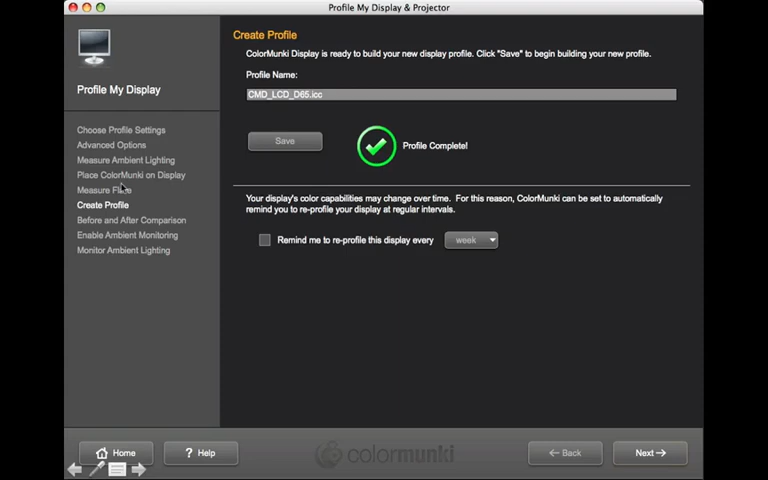 Profile My Display & Projector
Profile My Display
Choose Profile Settings
Advanced Options
Measure Ambient Lighting
Place ColorMunki on Display
Measure Flare
Create Profile
Before and After Comparison
Enable Ambient Monitoring
Monitor Ambient Lighting
Create Profile
ColorMunki Display is ready to build your new display profile. Click "Save" to begin building your new profile.
Profile Name:
CMD_LCD_D65.icc
Save
Profile Complete!
Your display's color capabilities may change over time. For this reason, ColorMunki can be set to automatically
remind you to re-profile your display at regular intervals.
Remind me to re-profile this display every week
Home
? Help
colormunki
Back
Next